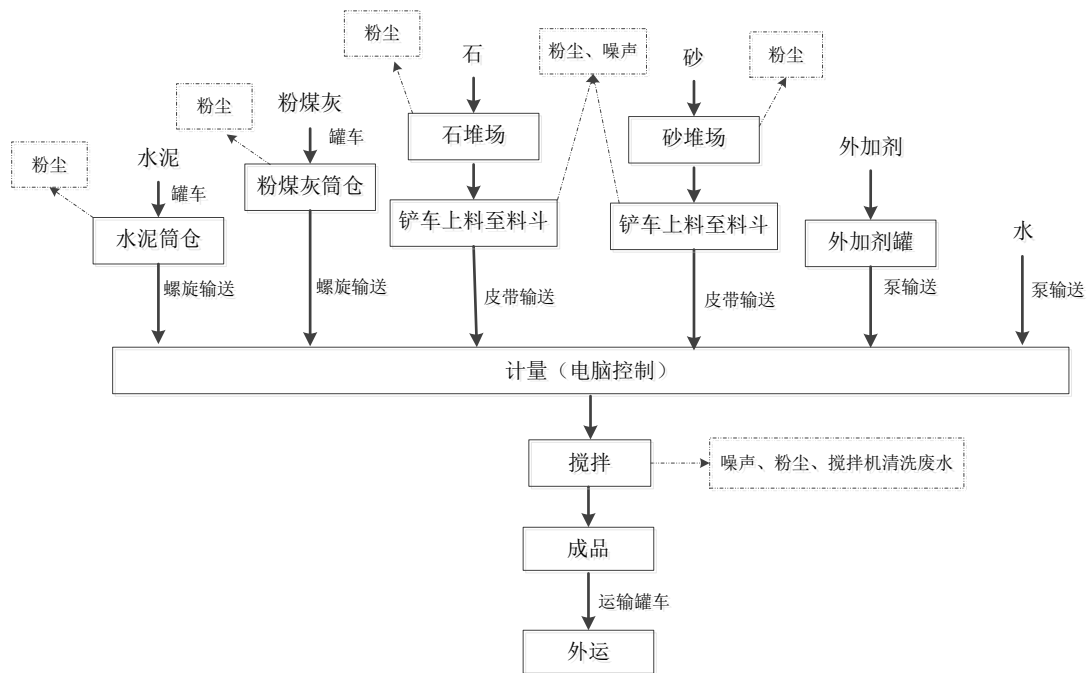 粉尘
石
粉尘、噪声
砂
粉尘
粉尘
粉煤灰
罐车
石堆场
砂堆场
外加剂
粉尘
水泥
罐车
粉煤灰筒仓
水泥筒仓
铲车上料至料斗
铲车上料至料斗
外加剂罐
水
螺旋输送
螺旋输送
皮带输送
皮带输送
泵输送
泵输送
计量（电脑控制）
搅拌
噪声、粉尘、搅拌机清洗废水
成品
运输罐车
外运